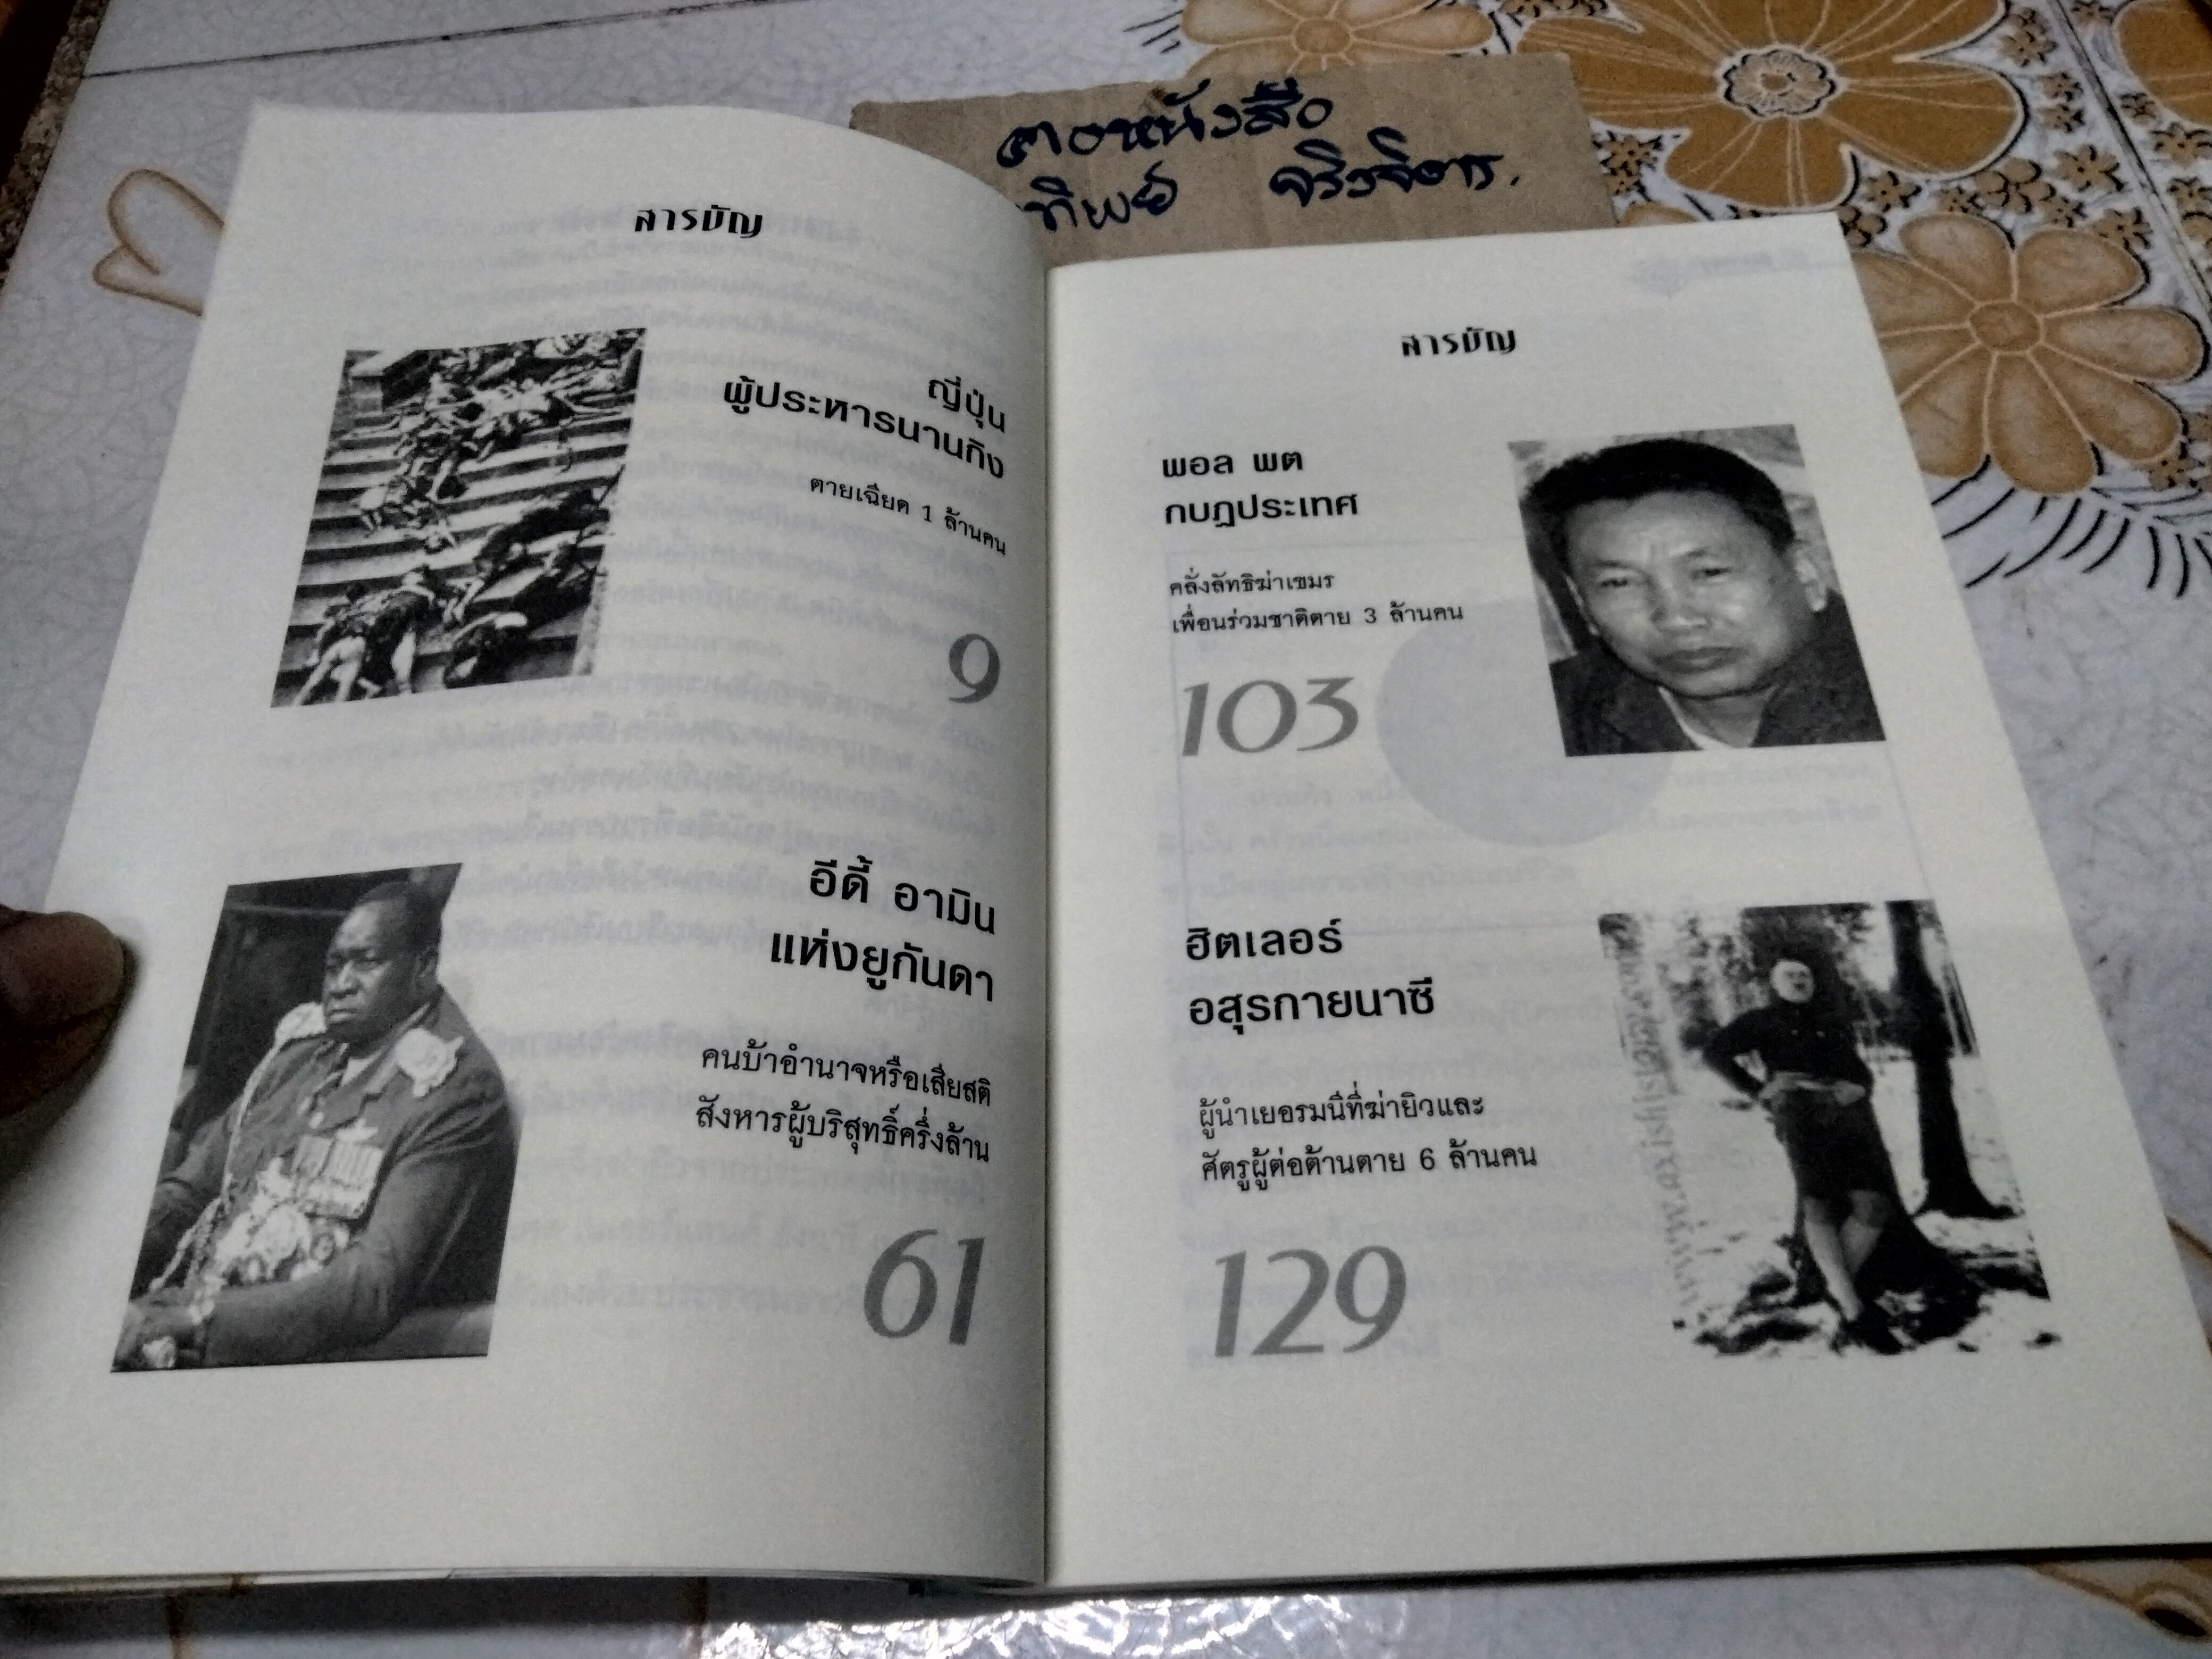 สารบัญ
ญี่ปุ่น
ผู้ประหารนานกิง
ตายเฉียด 1 ล้านคน
9
อีดี้ อามิน
แห่งยูกันดา
คนบ้าอำนาจหรือเสียสติ
สังหารผู้บริสุทธิ์ครึ่งล้าน
61
สารบัญ
พอล พต
กบฏประเทศ
คลั่งลัทธิฆ่าเขมร
เพื่อนร่วมชาติตาย 3 ล้านคน
103
ฮิตเลอร์
อสุรกายนาซี
ผู้นำเยอรมนีที่ฆ่ายิวและ
ศัตรูผู้ต่อต้านตาย 6 ล้านคน
129